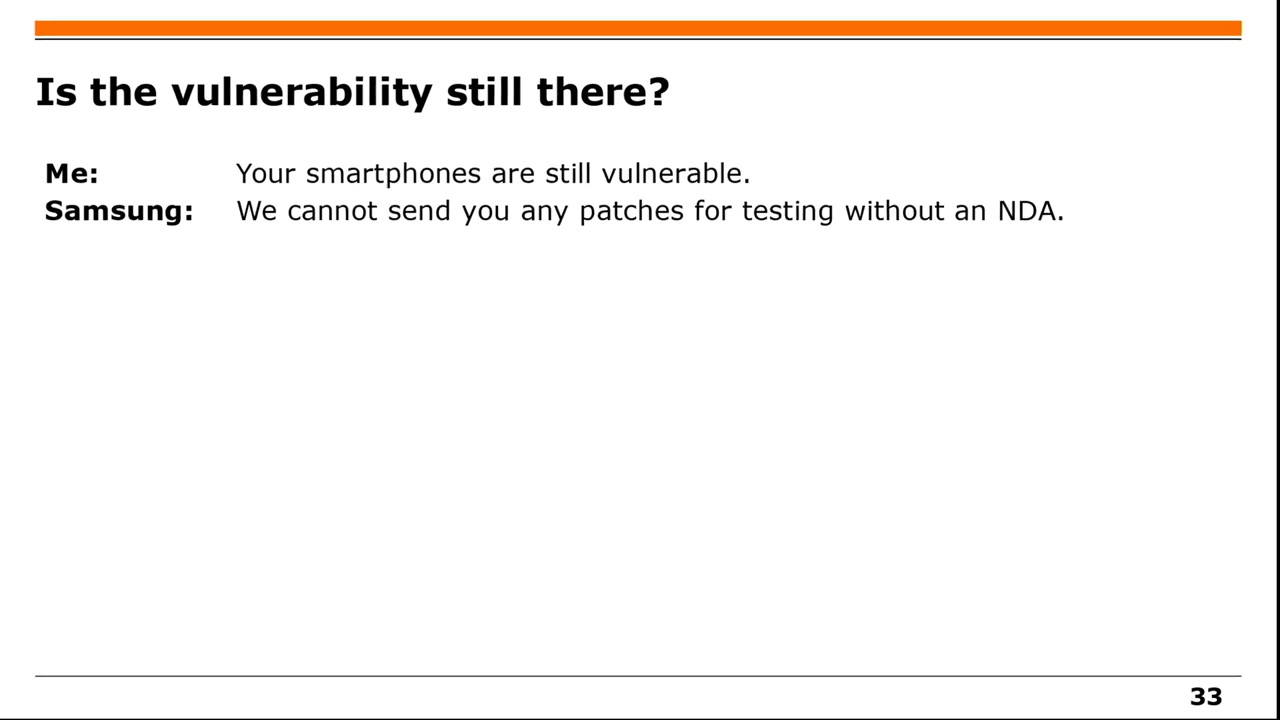 Is the vulnerability still there?
Me: Your smartphones are still vulnerable.
Samsung: We cannot send you any patches for testing without an NDA.
33